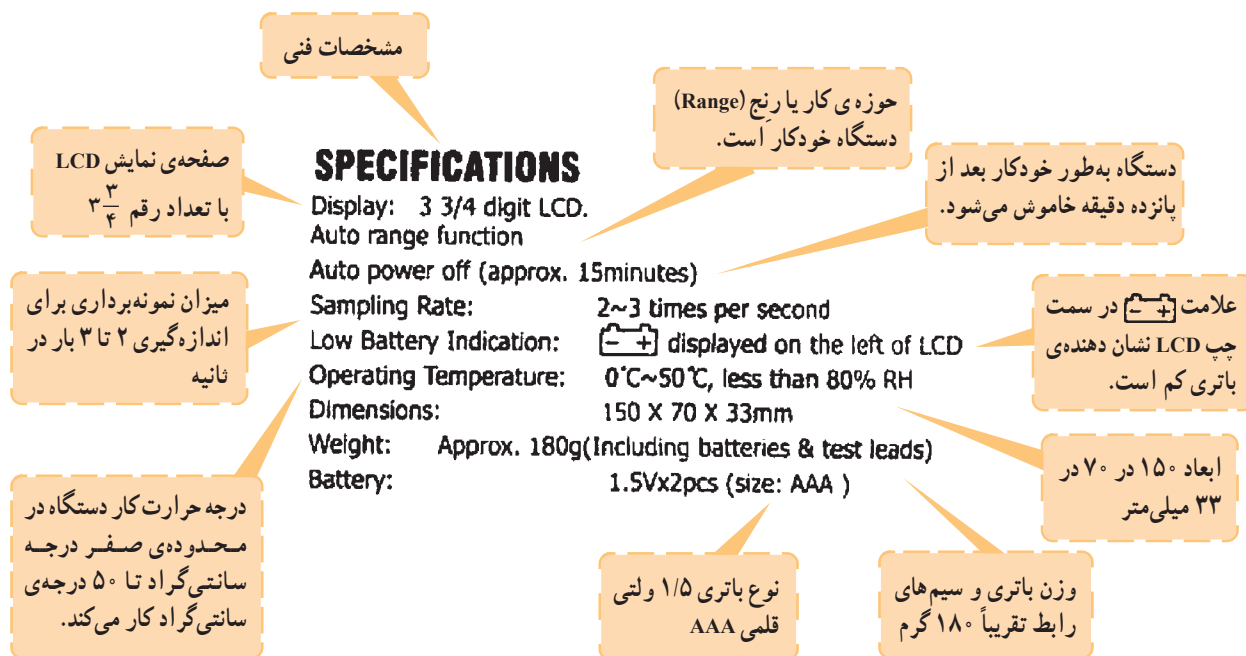 مشخصات فنی
حوزه‌ی کار یا رِنج (Range)
دستگاه خودکار است.
صفحه‌ی نمایش LCD
با تعداد رقم ۳ ۳/۴
دستگاه به‌طور خودکار بعد از
پانزده دقیقه خاموش می‌شود.
SPECIFICATIONS
Display: 3 3/4 digit LCD.
Auto range function
Auto power off (approx. 15minutes)
Sampling Rate: 2~3 times per second
Low Battery Indication: displayed on the left of LCD
Operating Temperature: 0°C~50°C, less than 80% RH
Dimensions: 150 X 70 X 33mm
Weight: Approx. 180g(Including batteries & test leads)
Battery: 1.5Vx2pcs (size: AAA )
میزان نمونه‌برداری برای
اندازه‌گیری ۲ تا ۳ بار در
ثانیه
علامت - + در سمت
چپ LCD نشان دهنده‌ی
باتری کم است.
درجه حرارت کار دستگاه در
محدوده‌ی صفر درجه
سانتی‌گراد تا ۵۰ درجه‌ی
سانتی‌گراد کار می‌کند.
ابعاد ۱۵۰ در ۷۰ در
۳۳ میلی‌متر
نوع باتری ۱/۵ ولتی
قلمی AAA
وزن باتری و سیم‌های
رابط تقریباً ۱۸۰ گرم